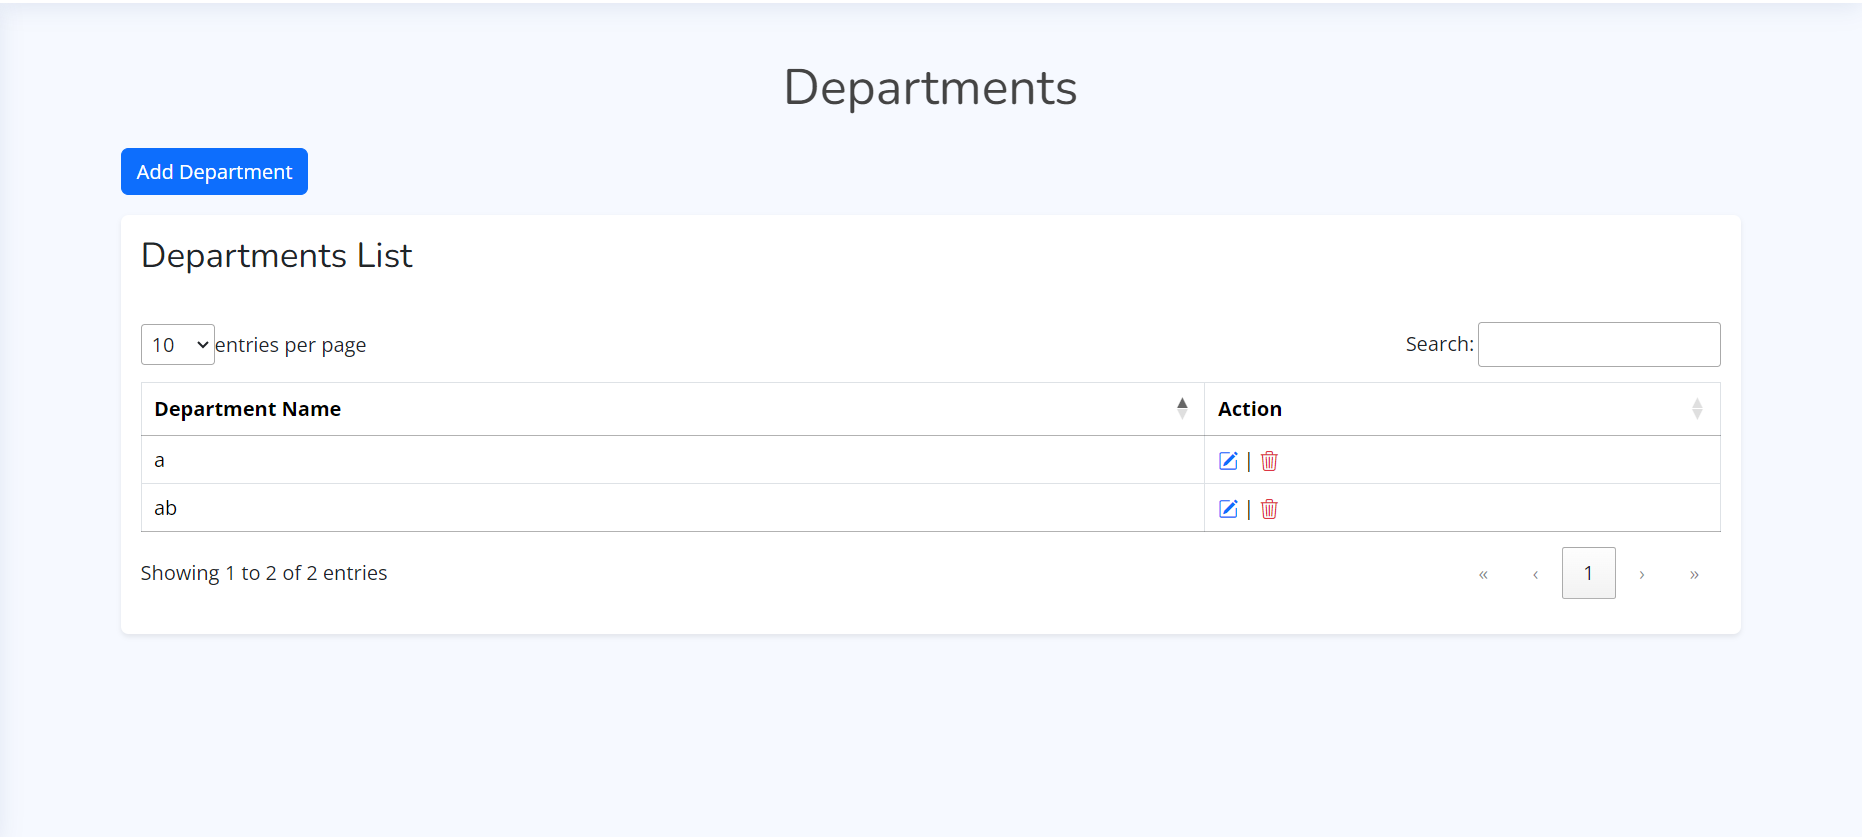 Departments
Add Department
Departments List
10 entries per page Search:
Department Name Action
a |
ab |
Showing 1 to 2 of 2 entries « ‹ 1 › »